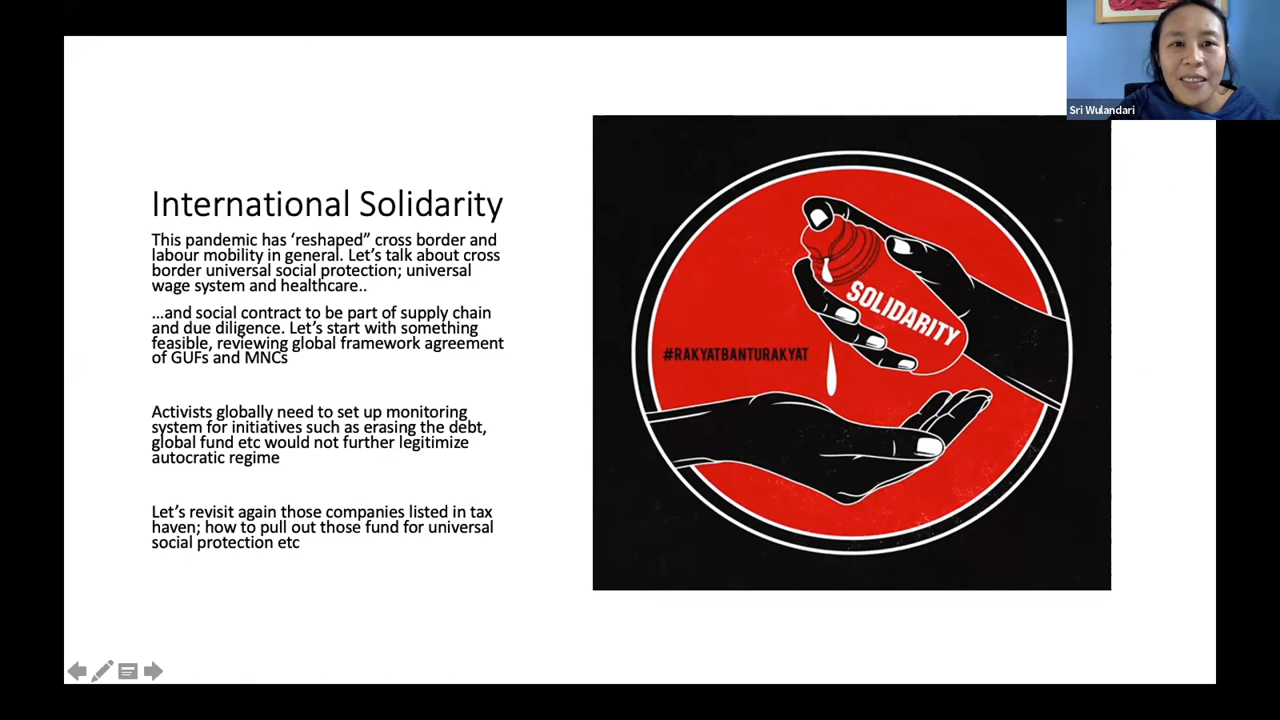 Sri Wulandari
International Solidarity
This pandemic has ‘reshaped” cross border and
labour mobility in general. Let’s talk about cross
border universal social protection; universal
wage system and healthcare..
…and social contract to be part of supply chain
and due diligence. Let’s start with something
feasible, reviewing global framework agreement
of GUFs and MNCs
Activists globally need to set up monitoring
system for initiatives such as erasing the debt,
global fund etc would not further legitimize
autocratic regime
Let’s revisit again those companies listed in tax
haven; how to pull out those fund for universal
social protection etc
SOLIDARITY
#RAKYATBANTURAKYAT